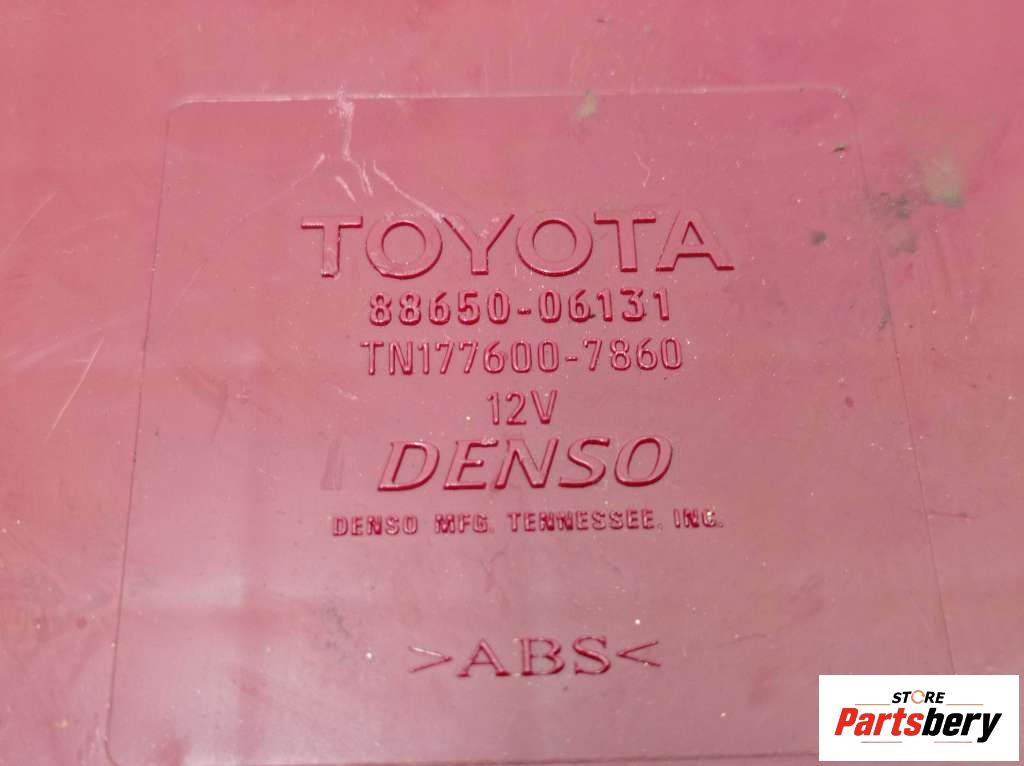 TOYOTA
88650-06131
TN177600-7860
12V
DENSO
DENSO MFG. TENNESSEE, INC.
>ABS<
STORE
Partsbery